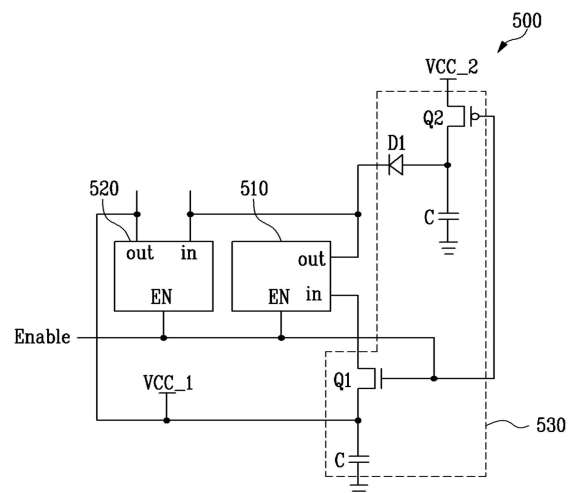 500
VCC_2
Q2
D1
520
510
C
out
in
out
in
EN
EN
Enable
Q1
VCC_1
530
C